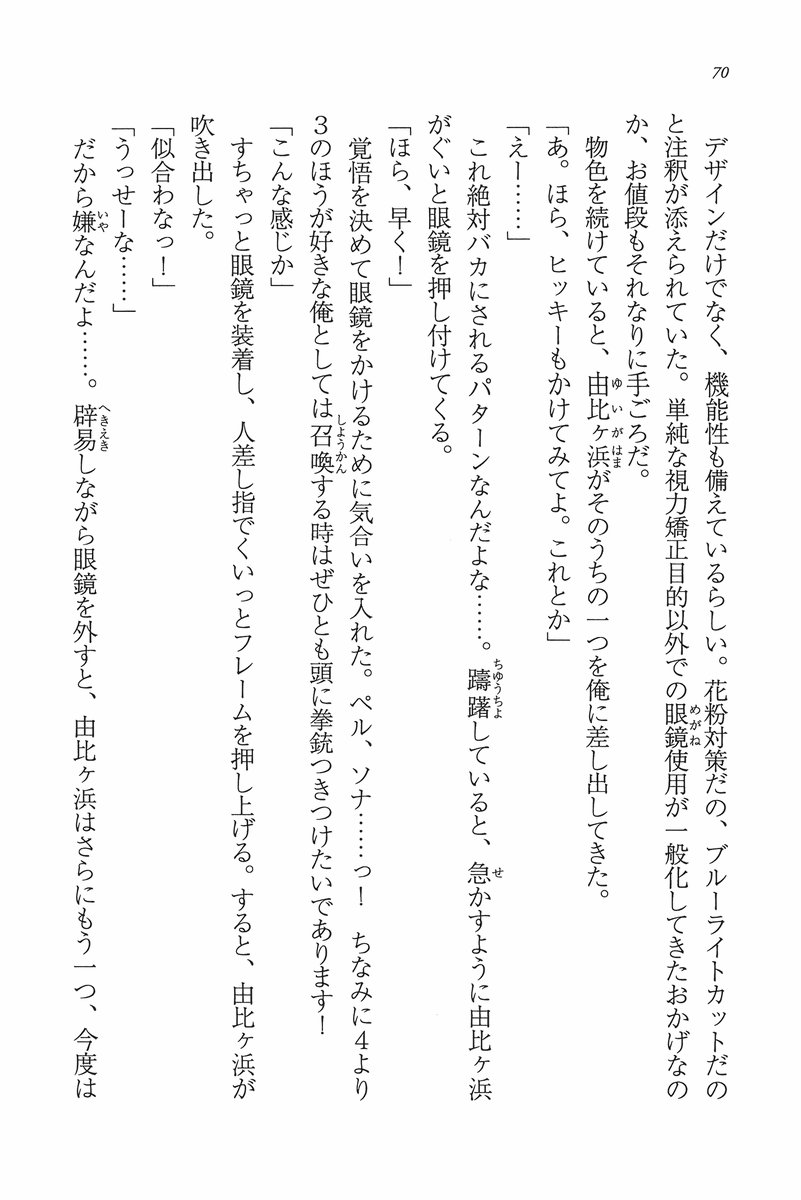 70
デザインだけでなく、機能性も備えているらしい。花粉対策だの、ブルーライトカットだの
と注釈が添えられていた。単純な視力矯正目的以外での眼鏡使用が一般化してきたおかげなの
か、お値段もそれなりに手ごろだ。
物色を続けていると、由比ヶ浜がそのうちの一つを俺に差し出してきた。
「あ。ほら、ヒッキーもかけてみてよ。これとか」
「えー……」
これ絶対バカにされるパターンなんだよな……。躊躇していると、急かすように由比ヶ浜
がぐいと眼鏡を押し付けてくる。
「ほら、早く！」
覚悟を決めて眼鏡をかけるために気合いを入れた。ペル、ソナ……っ！　ちなみに４より
３のほうが好きな俺としては召喚する時はぜひとも頭に拳銃つきつけたいであります！
「こんな感じか」
すちゃっと眼鏡を装着し、人差し指でくいっとフレームを押し上げる。すると、由比ヶ浜が
吹き出した。
「似合わなっ！」
「うっせーな……」
だから嫌なんだよ……。辟易しながら眼鏡を外すと、由比ヶ浜はさらにもう一つ、今度は